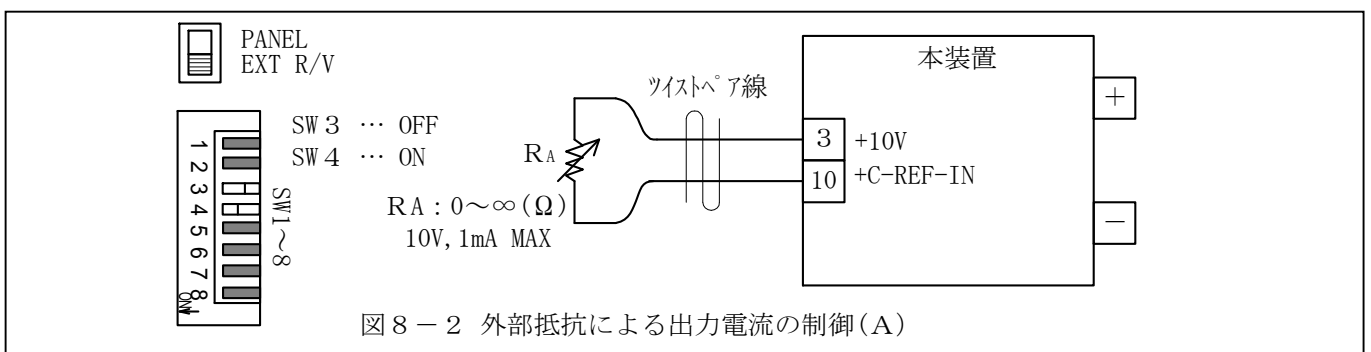 PANEL
EXT R/V
SW3 … OFF
SW4 … ON
1
2
3
4
5
6
7
8
ON
SW1～8
ﾂｲｽﾄﾍﾟｱ線
RA
RA：0～∞(Ω)
10V,1mA MAX
本装置
3 +10V
10 +C-REF-IN
＋
－
図８－２ 外部抵抗による出力電流の制御(Ａ)